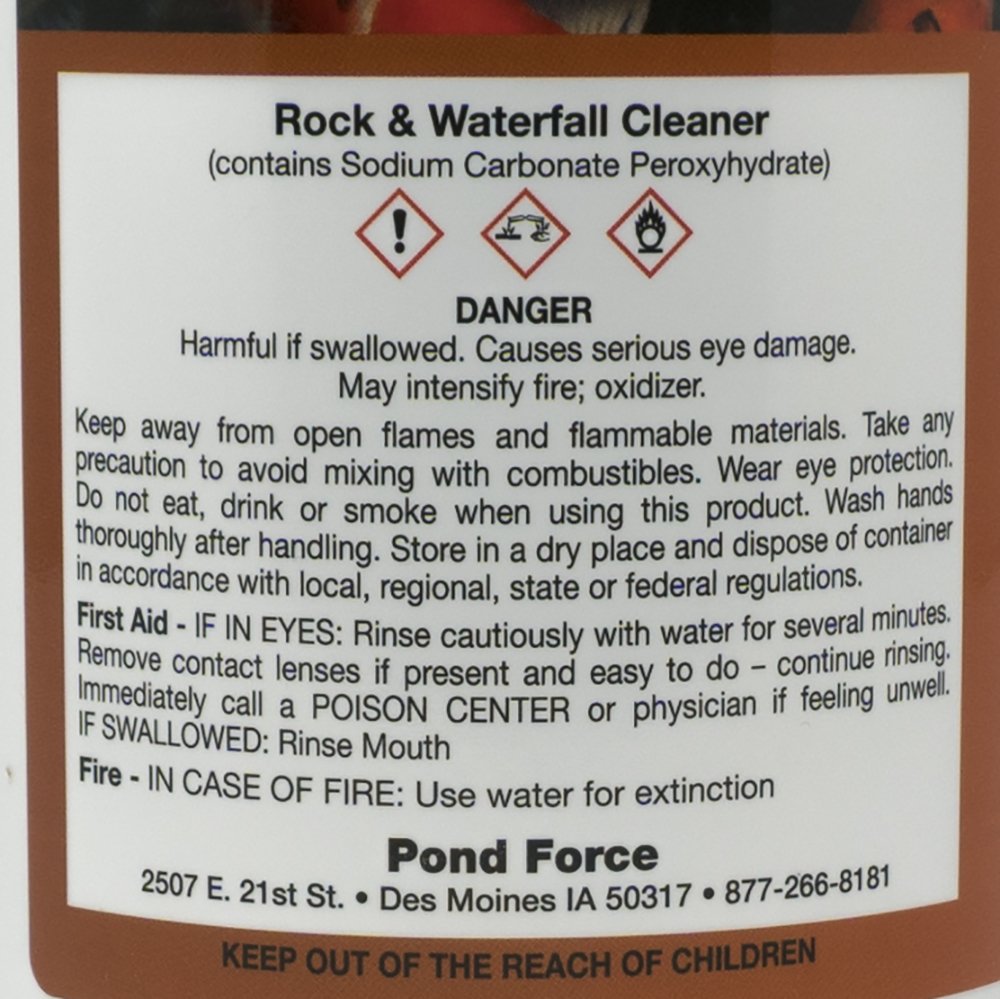 Rock & Waterfall Cleaner
(contains Sodium Carbonate Peroxyhydrate)
DANGER
Harmful if swallowed. Causes serious eye damage.
May intensify fire; oxidizer.
Keep away from open flames and flammable materials. Take any
precaution to avoid mixing with combustibles. Wear eye protection.
Do not eat, drink or smoke when using this product. Wash hands
thoroughly after handling. Store in a dry place and dispose of container
in accordance with local, regional, state or federal regulations.
First Aid - IF IN EYES: Rinse cautiously with water for several minutes.
Remove contact lenses if present and easy to do – continue rinsing.
Immediately call a POISON CENTER or physician if feeling unwell.
IF SWALLOWED: Rinse Mouth
Fire - IN CASE OF FIRE: Use water for extinction
Pond Force
2507 E. 21st St. • Des Moines IA 50317 • 877-266-8181
KEEP OUT OF THE REACH OF CHILDREN